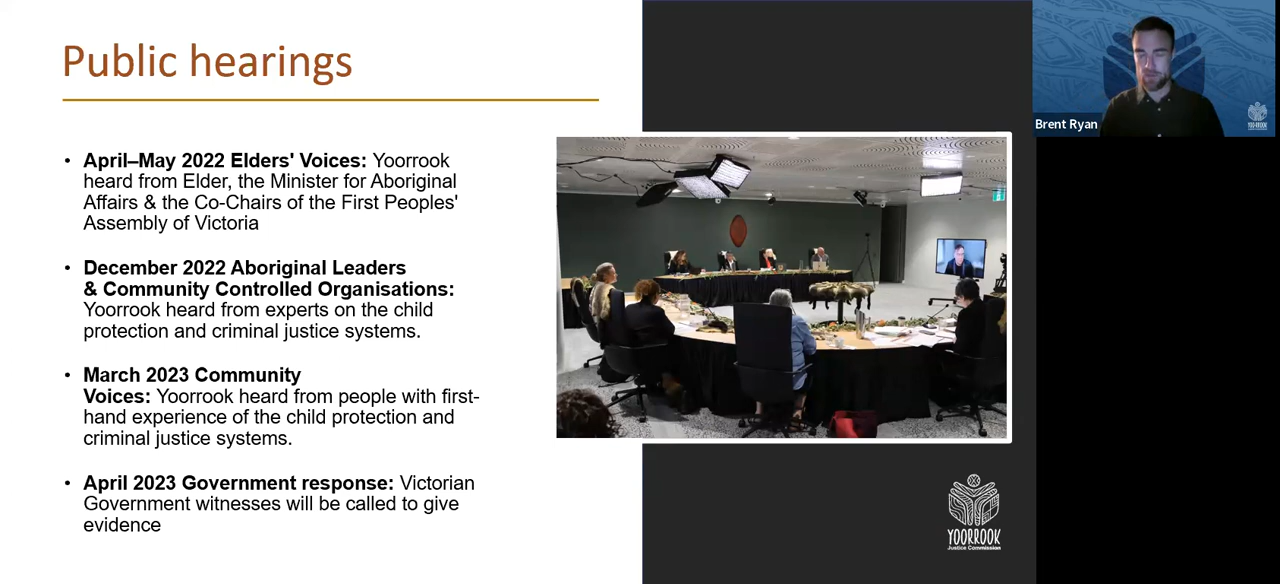 Public hearings
• April–May 2022 Elders' Voices: Yoorrook
heard from Elder, the Minister for Aboriginal
Affairs & the Co-Chairs of the First Peoples'
Assembly of Victoria
• December 2022 Aboriginal Leaders
& Community Controlled Organisations:
Yoorrook heard from experts on the child
protection and criminal justice systems.
• March 2023 Community
Voices: Yoorrook heard from people with first-
hand experience of the child protection and
criminal justice systems.
• April 2023 Government response: Victorian
Government witnesses will be called to give
evidence
Brent Ryan
YOORROOK
YOORROOK
Justice Commission